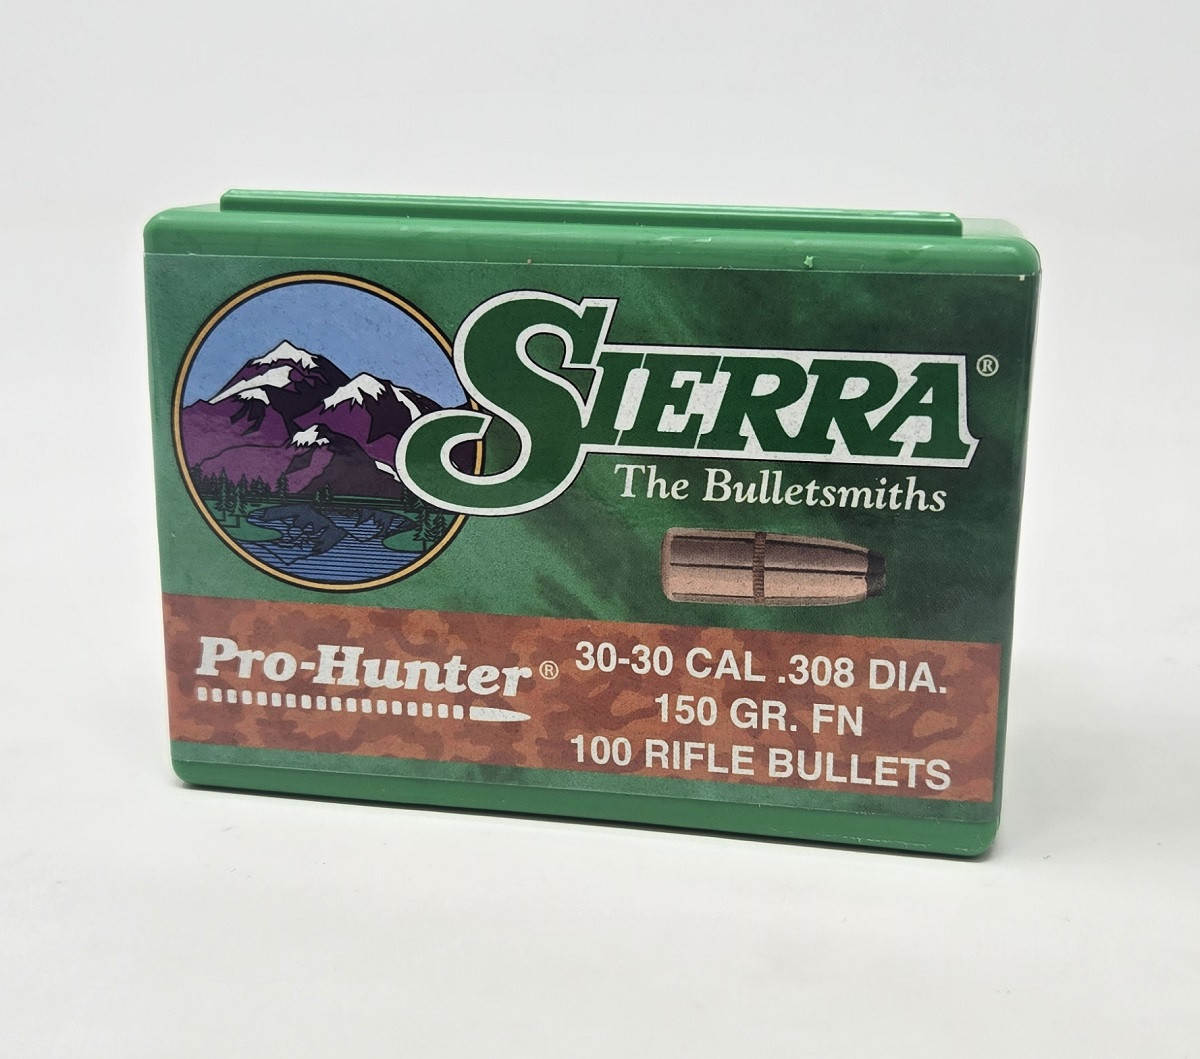 SIERRA®
The Bulletsmiths
Pro-Hunter®
30-30 CAL .308 DIA.
150 GR. FN
100 RIFLE BULLETS